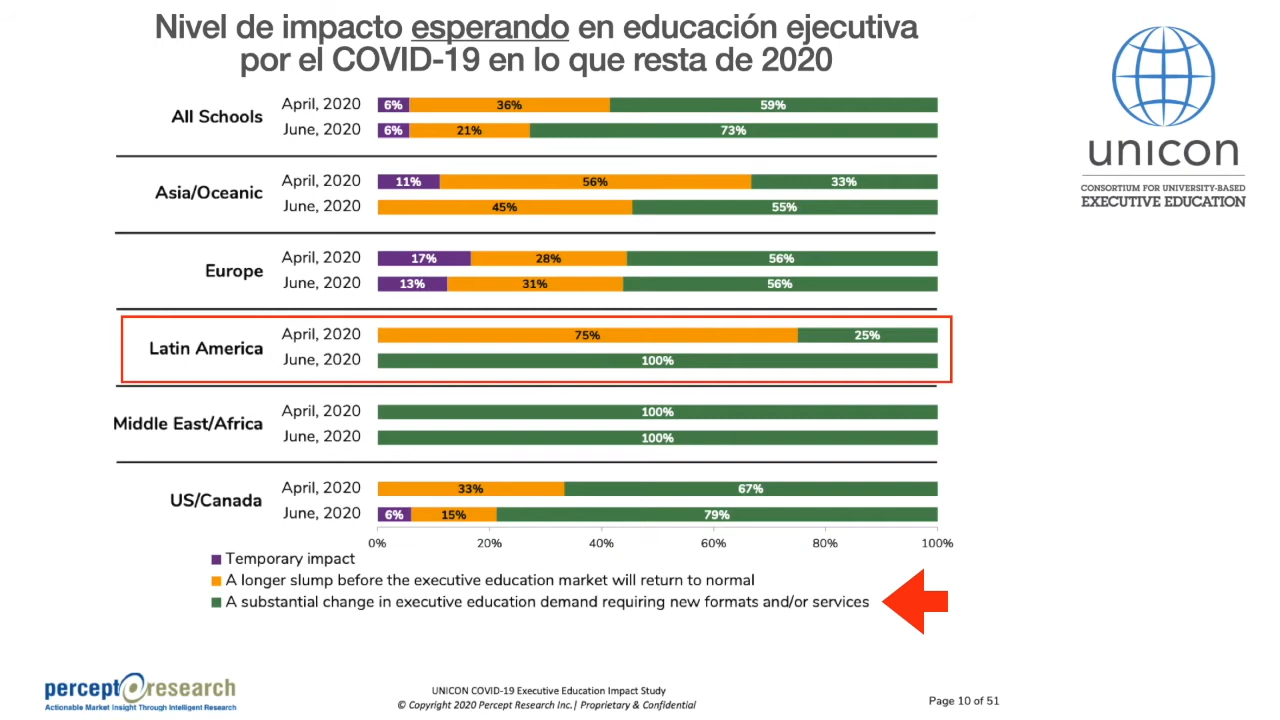 Nivel de impacto esperando en educación ejecutiva
por el COVID-19 en lo que resta de 2020
unicon
CONSORTIUM FOR UNIVERSITY-BASED
EXECUTIVE EDUCATION
All Schools
April, 2020 6% 36% 59%
June, 2020 6% 21% 73%
Asia/Oceanic
April, 2020 11% 56% 33%
June, 2020 45% 55%
Europe
April, 2020 17% 28% 56%
June, 2020 13% 31% 56%
Latin America
April, 2020 75% 25%
June, 2020 100%
Middle East/Africa
April, 2020 100%
June, 2020 100%
US/Canada
April, 2020 33% 67%
June, 2020 6% 15% 79%
0% 20% 40% 60% 80% 100%
Temporary impact
A longer slump before the executive education market will return to normal
A substantial change in executive education demand requiring new formats and/or services
percept research
Actionable Market Insight Through Intelligent Research
UNICON COVID-19 Executive Education Impact Study
© Copyright 2020 Percept Research Inc.| Proprietary & Confidential
Page 10 of 51